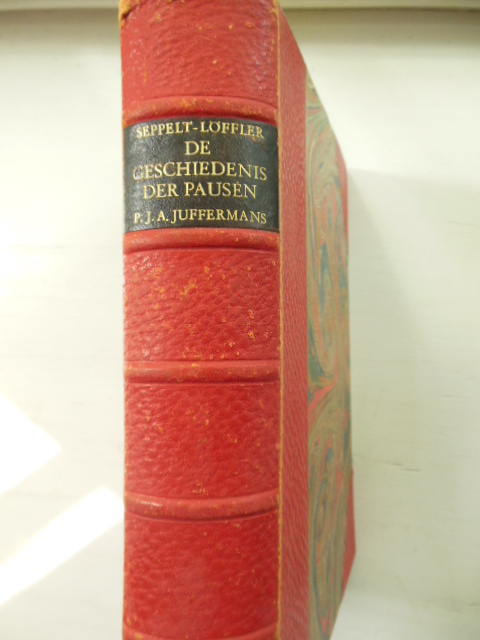 SEPPELT-LÖFFLER
DE
GESCHIEDENIS
DER PAUSEN
P. J. A. JUFFERMANS